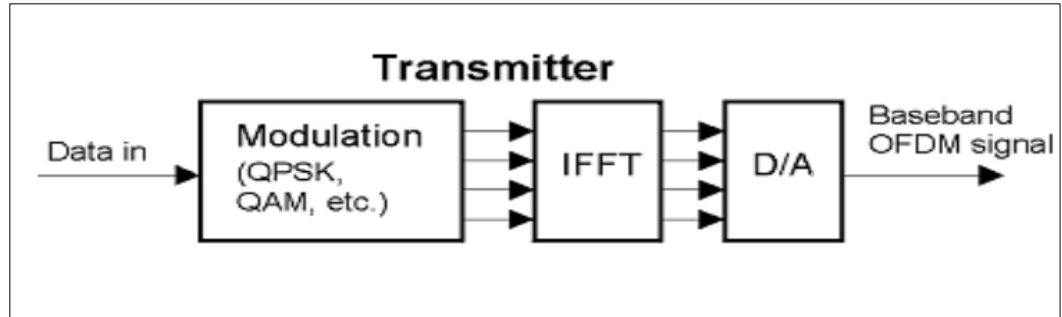 Transmitter
Data in
Modulation
(QPSK,
QAM, etc.)
IFFT
D/A
Baseband
OFDM signal